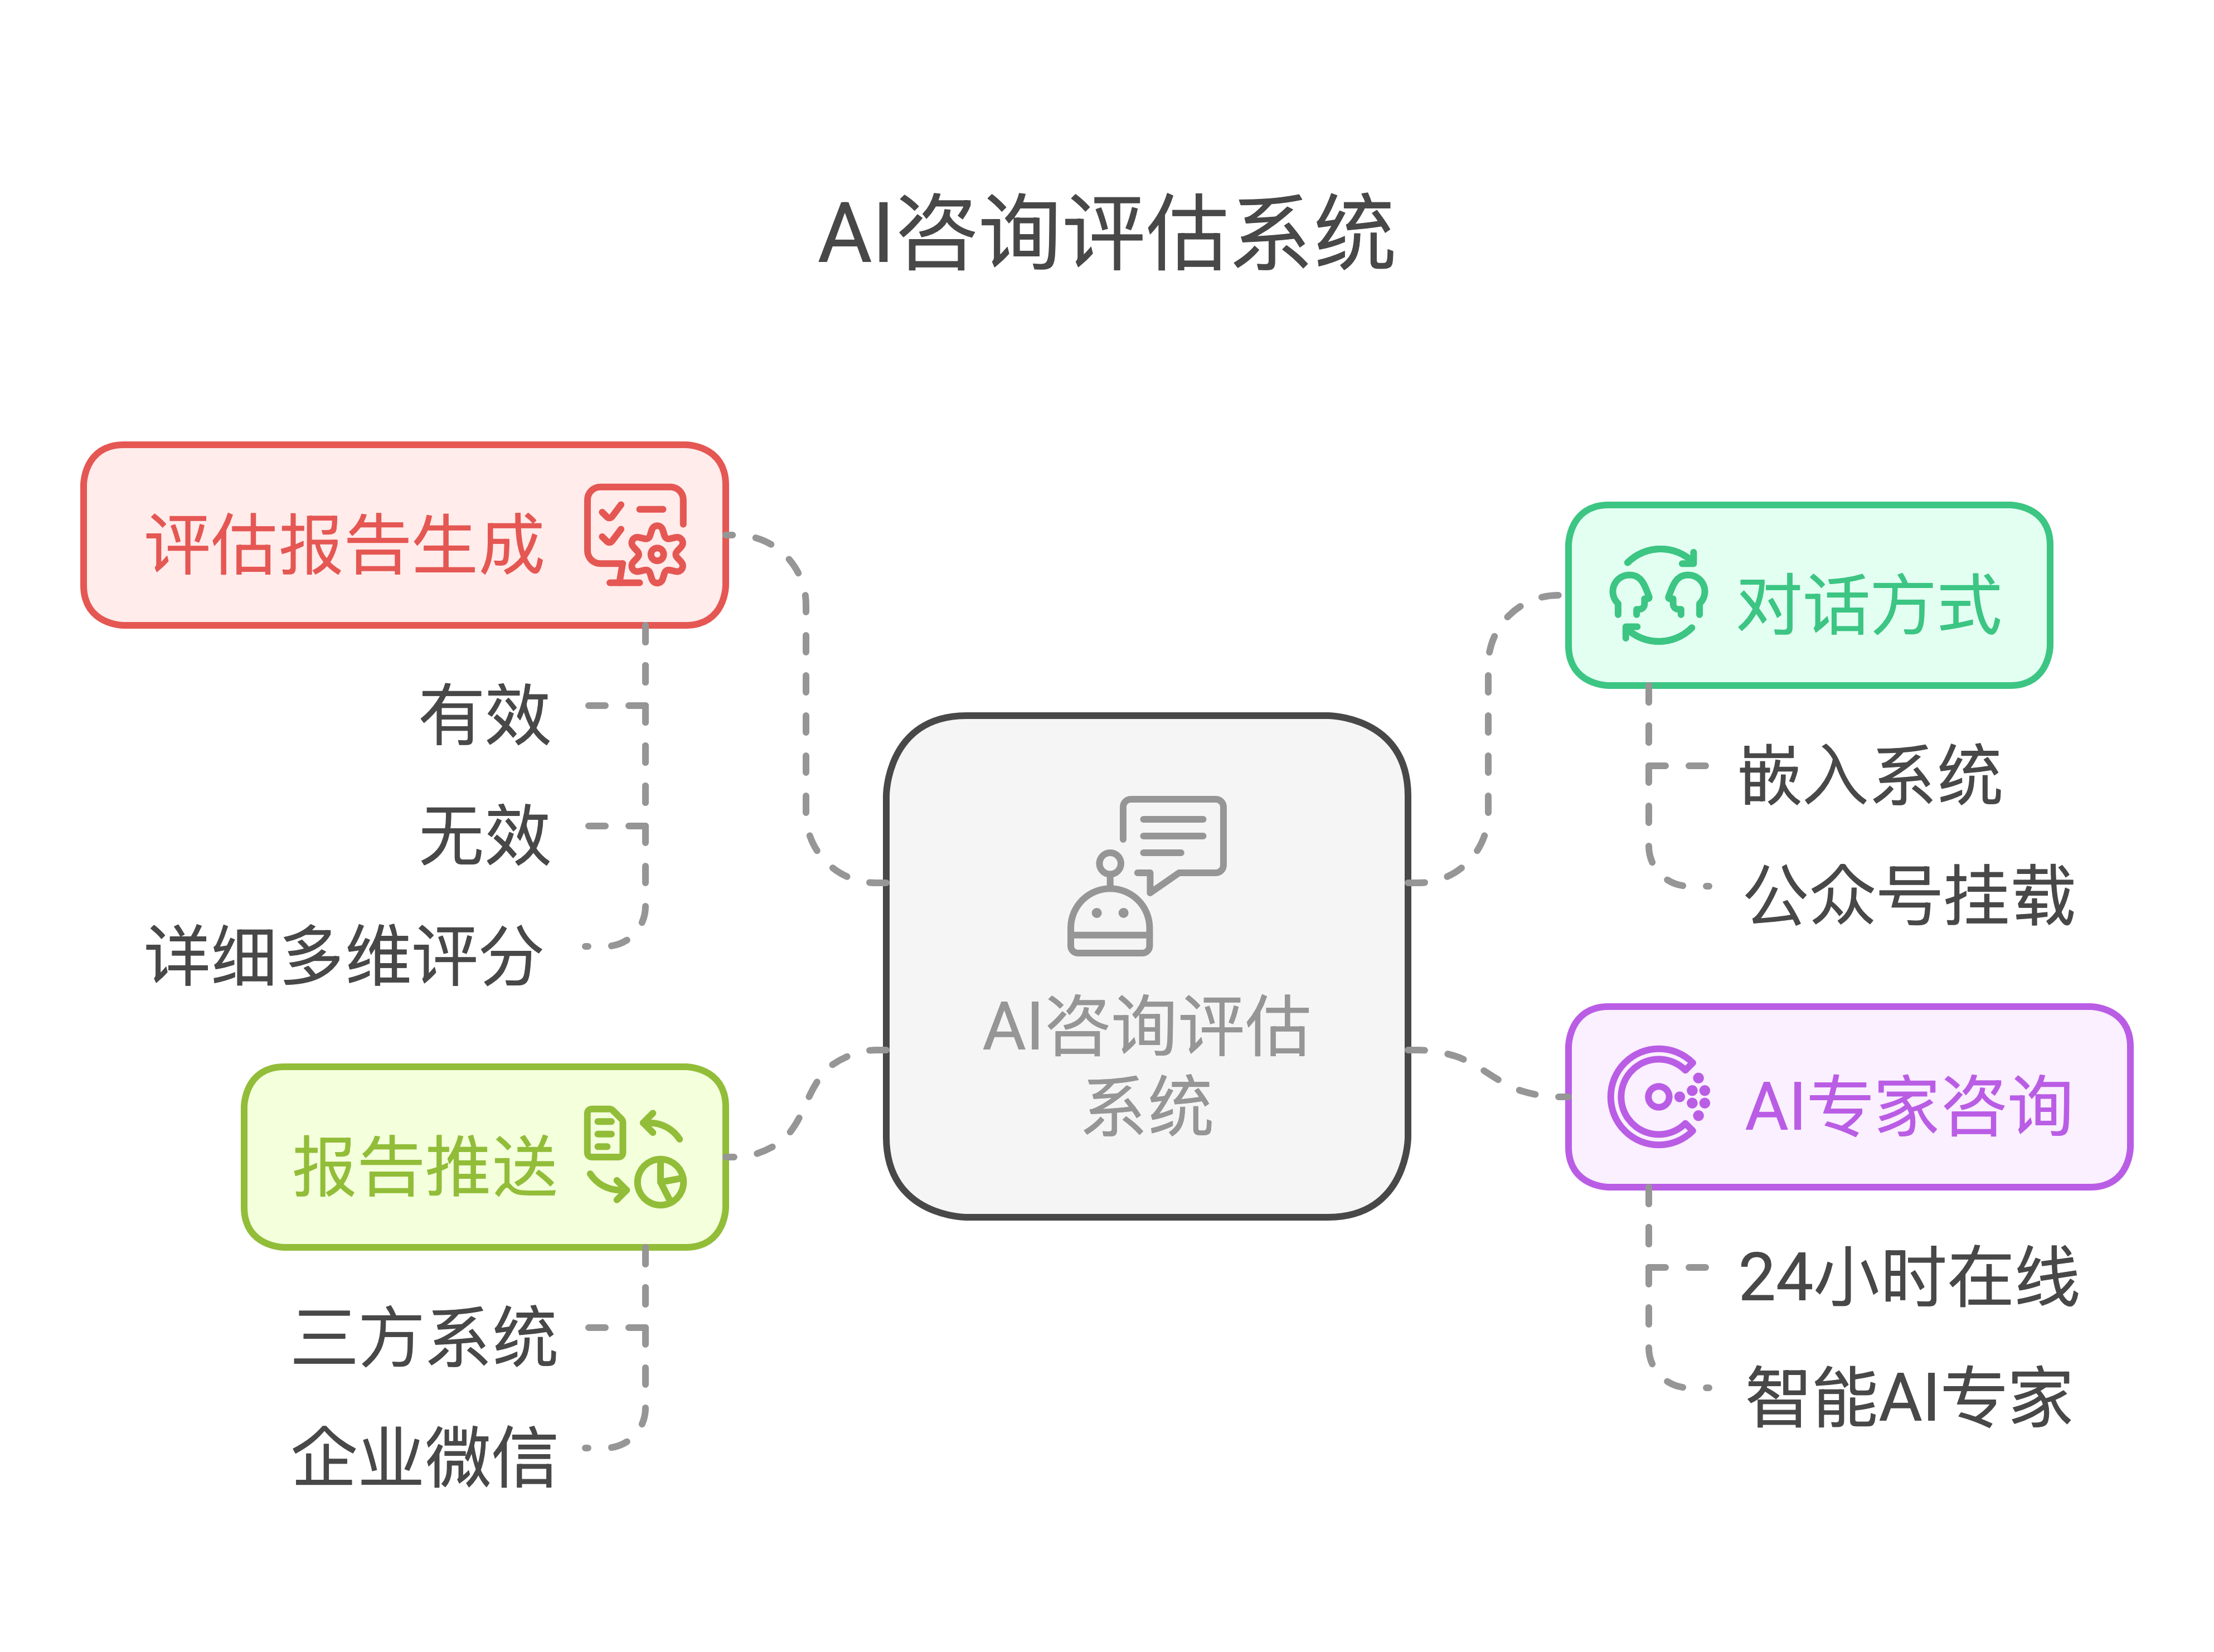 AI咨询评估系统
评估报告生成
有效
无效
详细多维评分
报告推送
三方系统
企业微信
AI咨询评估
系统
对话方式
嵌入系统
公众号挂载
AI专家咨询
24小时在线
智能AI专家